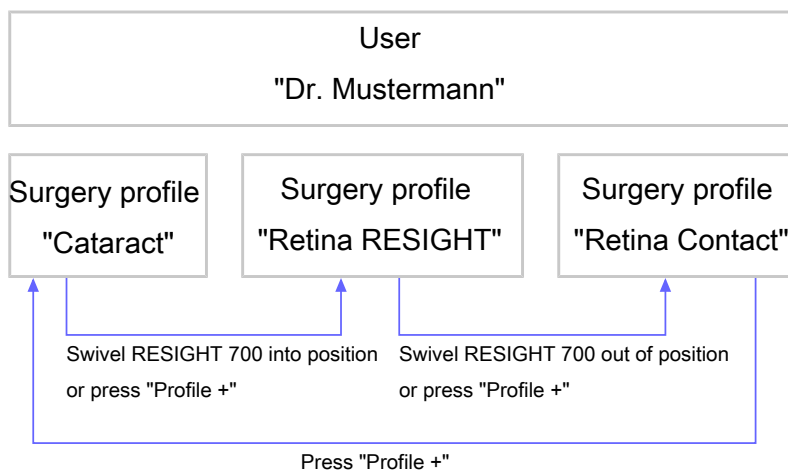 User
"Dr. Mustermann"
Surgery profile
"Cataract"
Surgery profile
"Retina RESIGHT"
Surgery profile
"Retina Contact"
Swivel RESIGHT 700 into position
or press "Profile +"
Swivel RESIGHT 700 out of position
or press "Profile +"
Press "Profile +"